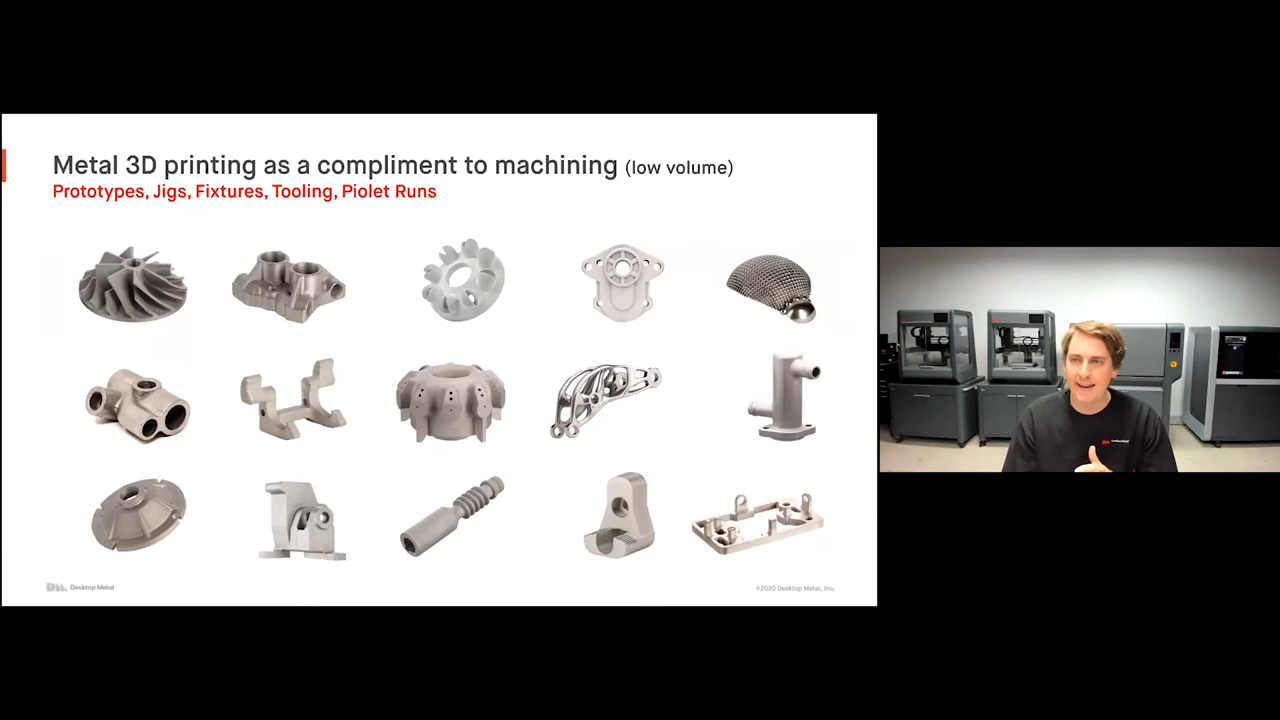 Metal 3D printing as a compliment to machining (low volume)
Prototypes, Jigs, Fixtures, Tooling, Piolet Runs
DM. Desktop Metal
©2020 Desktop Metal, Inc.